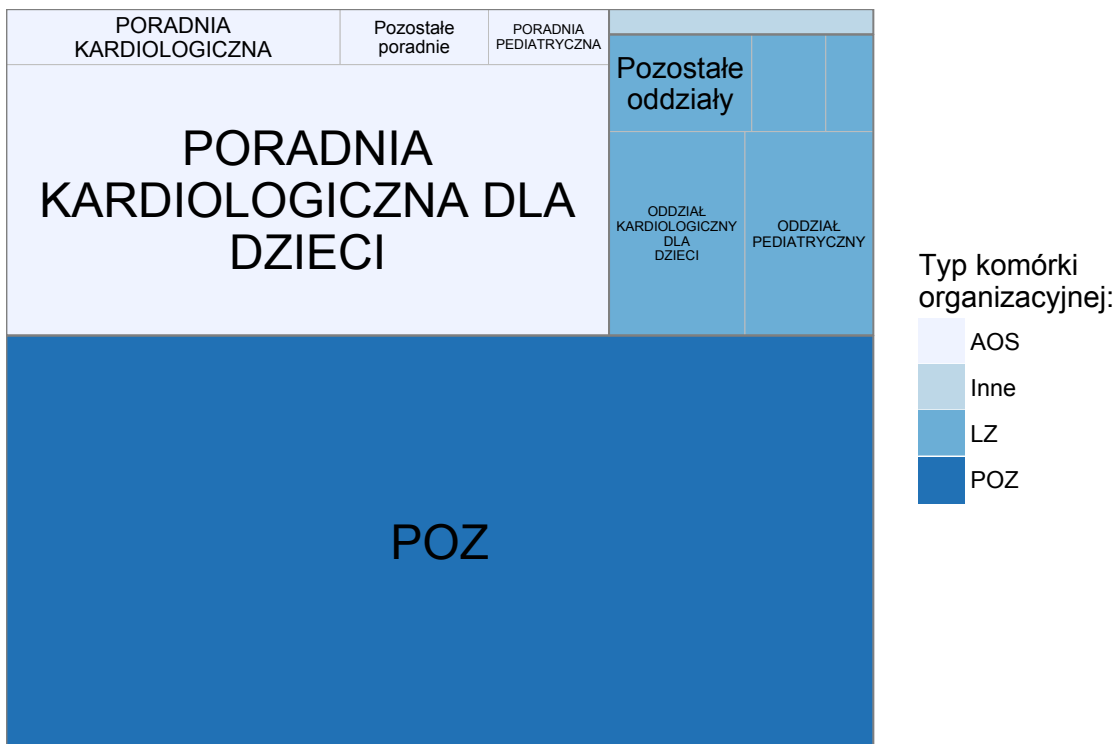 PORADNIA
KARDIOLOGICZNA
Pozostałe
poradnie
PORADNIA
PEDIATRYCZNA
Pozostałe
oddziały
PORADNIA
KARDIOLOGICZNA DLA
DZIECI
ODDZIAŁ
KARDIOLOGICZNY
DLA
DZIECI
ODDZIAŁ
PEDIATRYCZNY
POZ
Typ komórki
organizacyjnej:
AOS
Inne
LZ
POZ